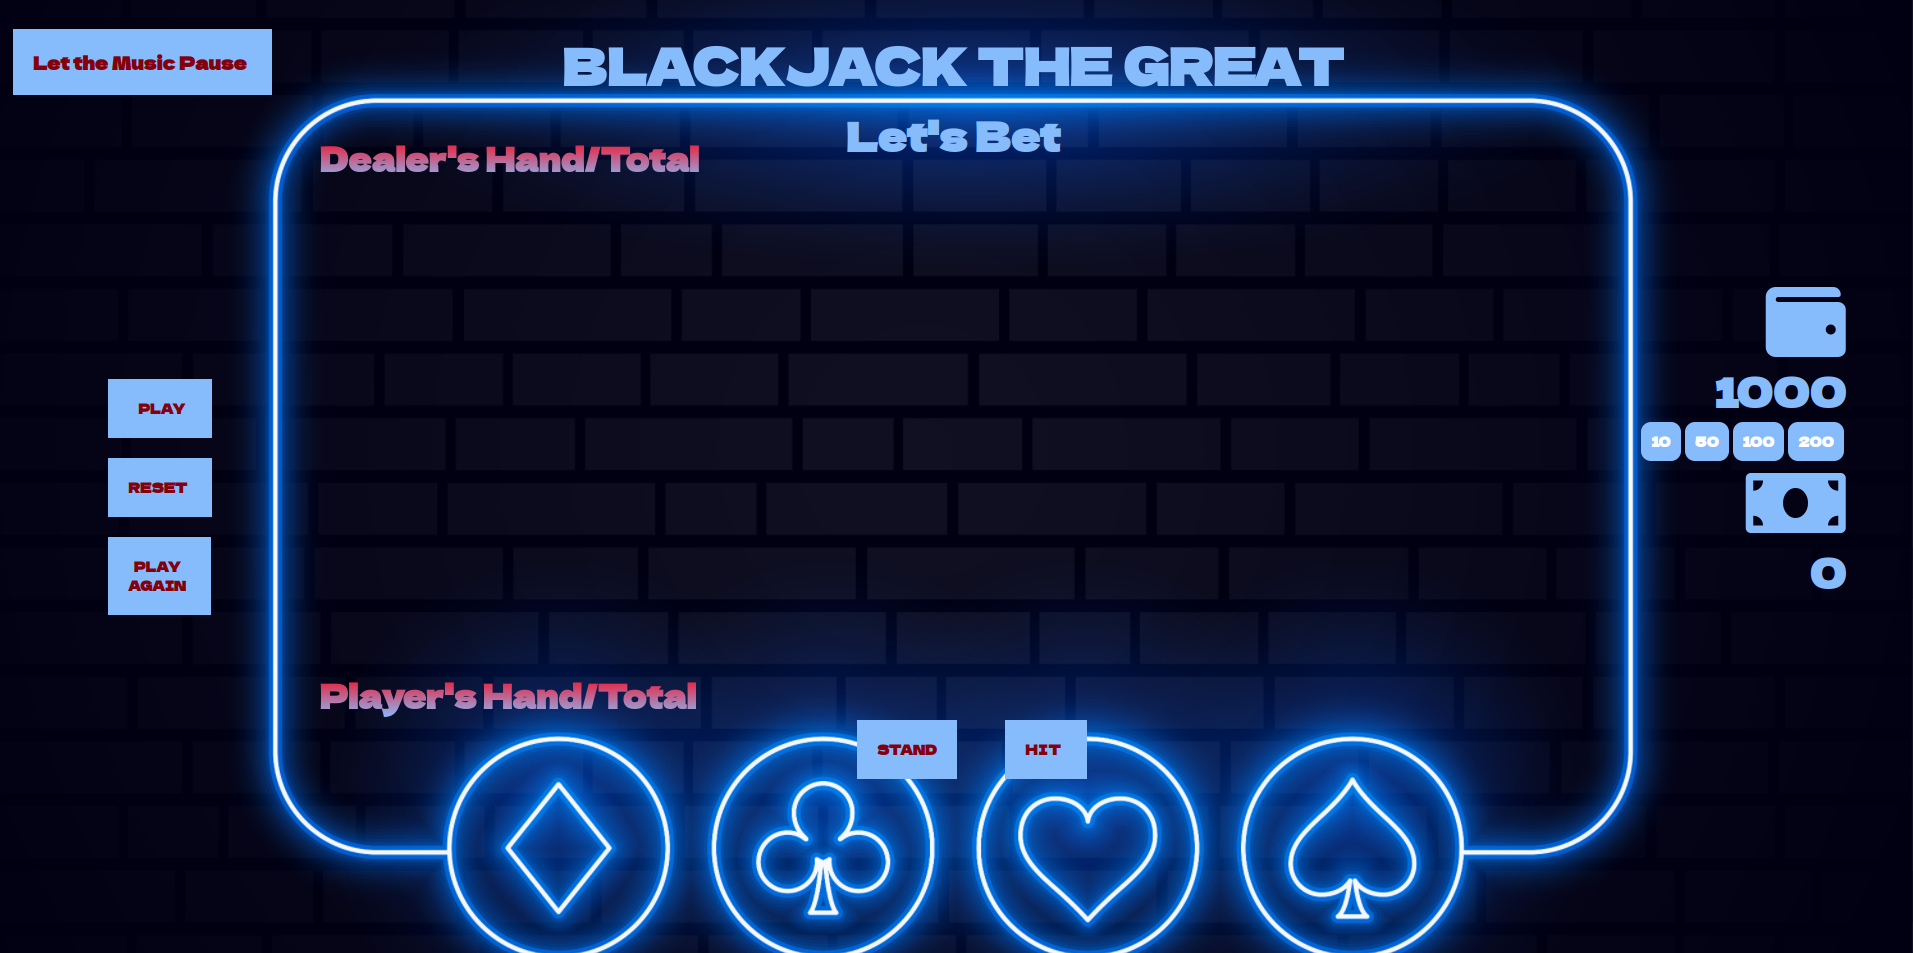 Let the Music Pause
BLACKJACK THE GREAT
Let's Bet
Dealer's Hand/Total
PLAY
RESET
PLAY
AGAIN
1000
10 50 100 200
0
Player's Hand/Total
STAND
HIT